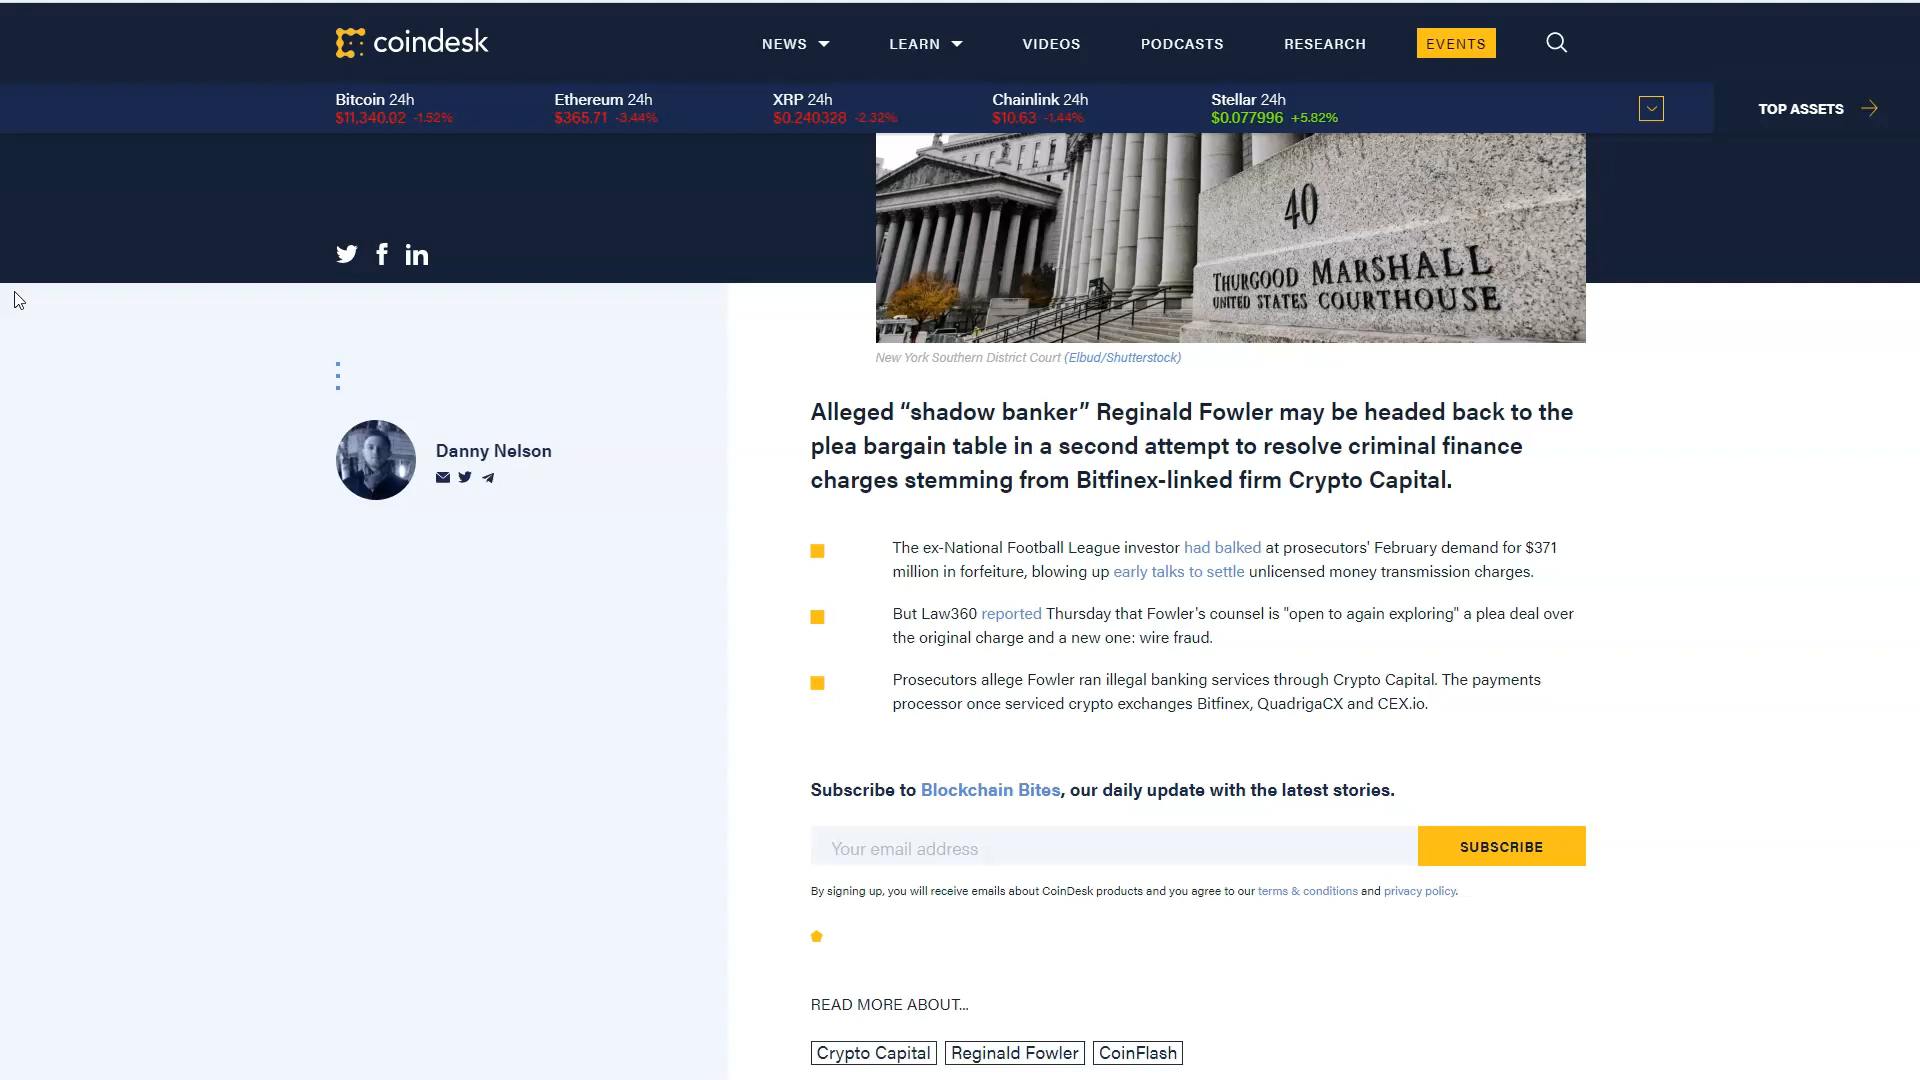 coindesk
NEWS
LEARN
VIDEOS
PODCASTS
RESEARCH
EVENTS
Bitcoin 24h
$11,340.02 -1.52%
Ethereum 24h
$365.71 -3.44%
XRP 24h
$0.240328 -2.32%
Chainlink 24h
$10.63 -1.44%
Stellar 24h
$0.077996 +5.82%
TOP ASSETS
40
THURGOOD MARSHALL
UNITED STATES COURTHOUSE
New York Southern District Court (Elbud/Shutterstock)
Danny Nelson
Alleged “shadow banker” Reginald Fowler may be headed back to the
plea bargain table in a second attempt to resolve criminal finance
charges stemming from Bitfinex-linked firm Crypto Capital.
The ex-National Football League investor had balked at prosecutors' February demand for $371
million in forfeiture, blowing up early talks to settle unlicensed money transmission charges.
But Law360 reported Thursday that Fowler's counsel is "open to again exploring" a plea deal over
the original charge and a new one: wire fraud.
Prosecutors allege Fowler ran illegal banking services through Crypto Capital. The payments
processor once serviced crypto exchanges Bitfinex, QuadrigaCX and CEX.io.
Subscribe to Blockchain Bites, our daily update with the latest stories.
Your email address
SUBSCRIBE
By signing up, you will receive emails about CoinDesk products and you agree to our terms & conditions and privacy policy.
READ MORE ABOUT...
Crypto Capital
Reginald Fowler
CoinFlash